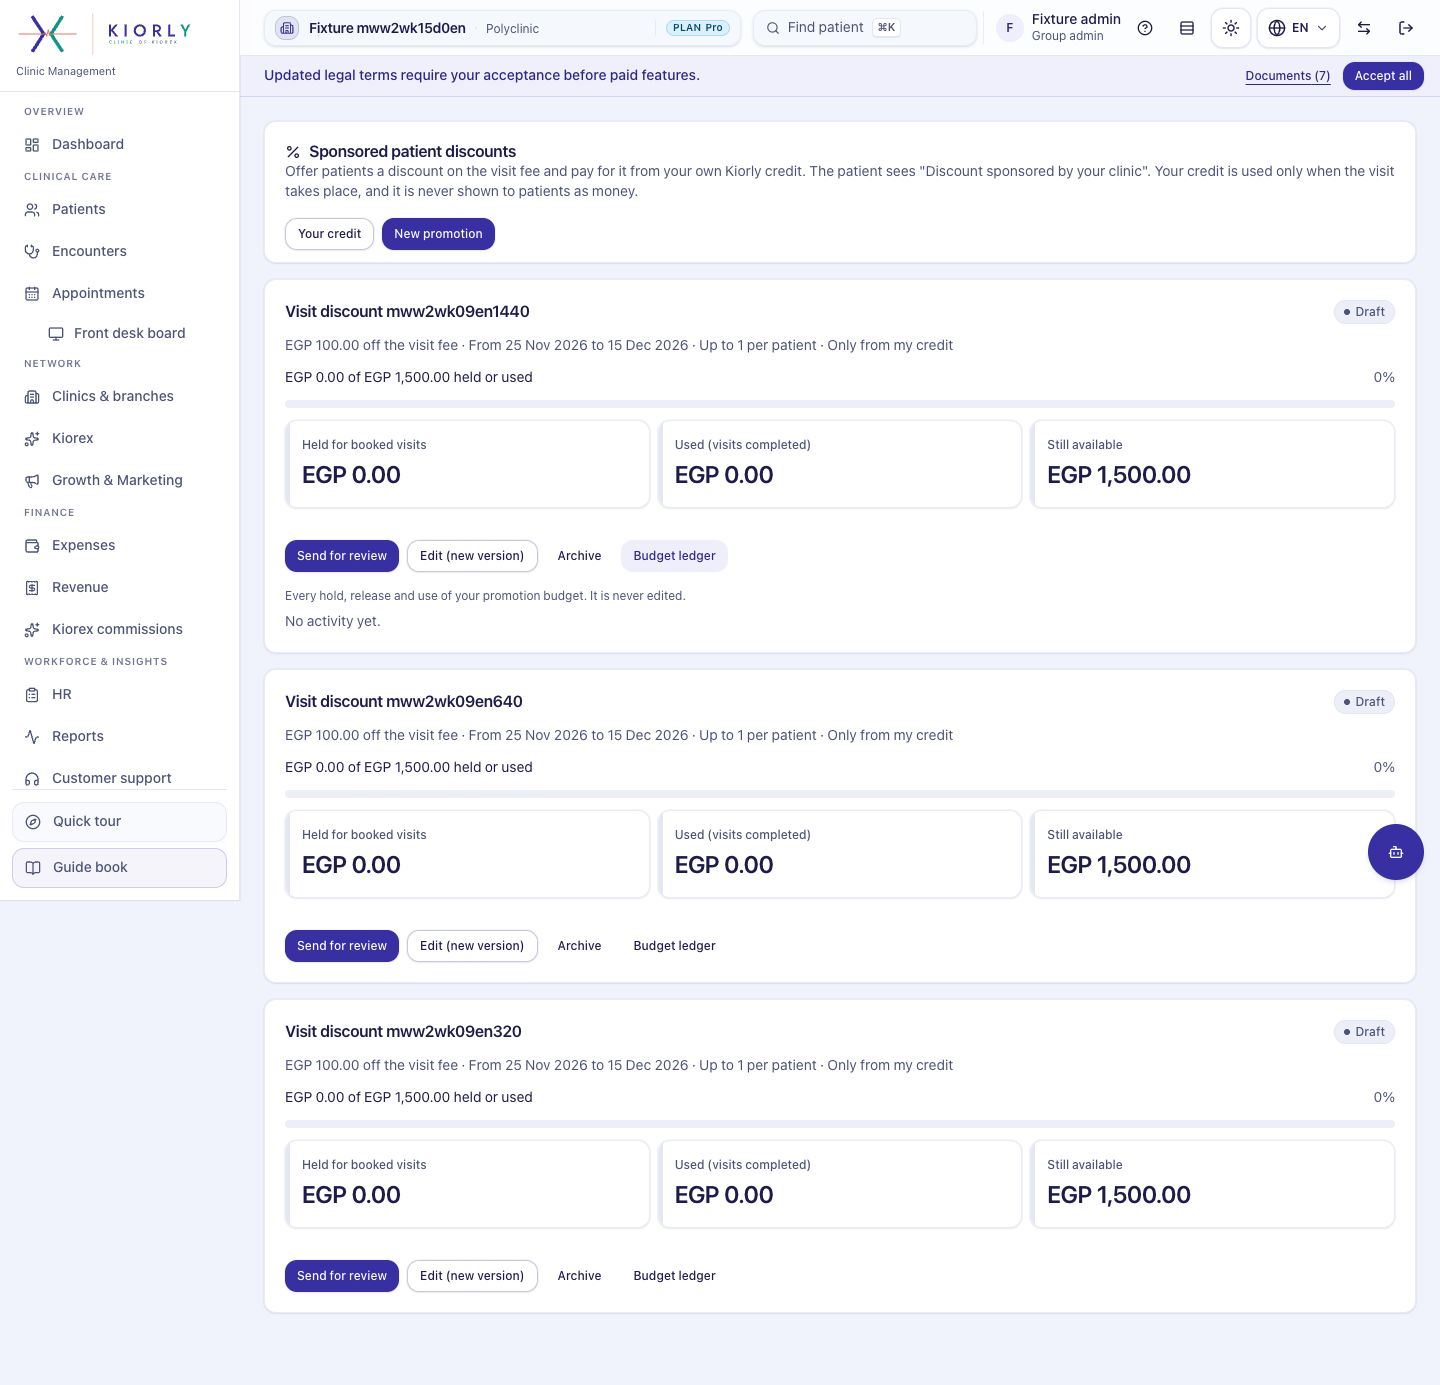 KIORLY
CLINIC OF KIOREX
Clinic Management
OVERVIEW
Dashboard
CLINICAL CARE
Patients
Encounters
Appointments
Front desk board
NETWORK
Clinics & branches
Kiorex
Growth & Marketing
FINANCE
Expenses
Revenue
Kiorex commissions
WORKFORCE & INSIGHTS
HR
Reports
Customer support
Quick tour
Guide book
Fixture mww2wk15d0en · Polyclinic
PLAN Pro
Find patient ⌘K
F
Fixture admin
Group admin
EN
Updated legal terms require your acceptance before paid features.
Documents (7)
Accept all
Sponsored patient discounts
Offer patients a discount on the visit fee and pay for it from your own Kiorly credit. The patient sees "Discount sponsored by your clinic". Your credit is used only when the visit
takes place, and it is never shown to patients as money.
Your credit
New promotion
Visit discount mww2wk09en1440
Draft
EGP 100.00 off the visit fee · From 25 Nov 2026 to 15 Dec 2026 · Up to 1 per patient · Only from my credit
EGP 0.00 of EGP 1,500.00 held or used
0%
Held for booked visits
EGP 0.00
Used (visits completed)
EGP 0.00
Still available
EGP 1,500.00
Send for review
Edit (new version)
Archive
Budget ledger
Every hold, release and use of your promotion budget. It is never edited.
No activity yet.
Visit discount mww2wk09en640
Draft
EGP 100.00 off the visit fee · From 25 Nov 2026 to 15 Dec 2026 · Up to 1 per patient · Only from my credit
EGP 0.00 of EGP 1,500.00 held or used
0%
Held for booked visits
EGP 0.00
Used (visits completed)
EGP 0.00
Still available
EGP 1,500.00
Send for review
Edit (new version)
Archive
Budget ledger
Visit discount mww2wk09en320
Draft
EGP 100.00 off the visit fee · From 25 Nov 2026 to 15 Dec 2026 · Up to 1 per patient · Only from my credit
EGP 0.00 of EGP 1,500.00 held or used
0%
Held for booked visits
EGP 0.00
Used (visits completed)
EGP 0.00
Still available
EGP 1,500.00
Send for review
Edit (new version)
Archive
Budget ledger